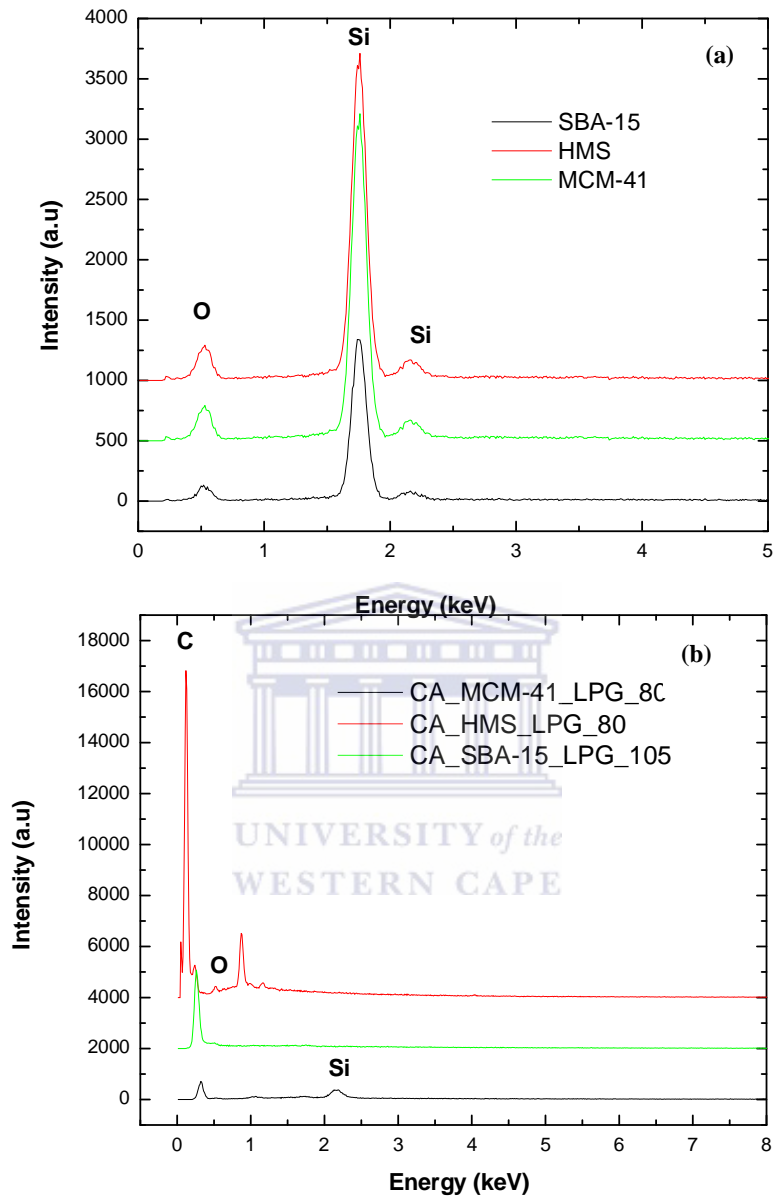 4000
3500
3000
2500
2000
1500
1000
500
0
Intensity (a.u)
Si
(a)
SBA-15
HMS
MCM-41
O
Si
0 1 2 3 4 5
Energy (keV)
18000
16000
14000
12000
10000
8000
6000
4000
2000
0
Intensity (a.u)
C
(b)
CA_MCM-41_LPG_80
CA_HMS_LPG_80
CA_SBA-15_LPG_105
UNIVERSITY of the
WESTERN CAPE
O
Si
0 1 2 3 4 5 6 7 8
Energy (keV)